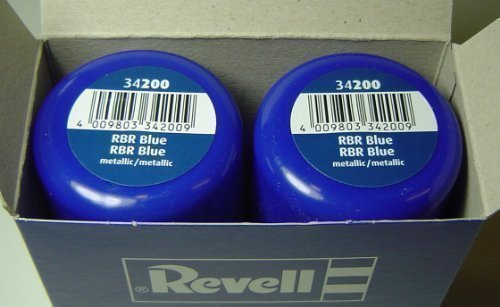 34200
4 009803 342009
RBR Blue
RBR Blue
metallic/metallic
34200
4 009803 342009
RBR Blue
RBR Blue
metallic/metallic
®Revell